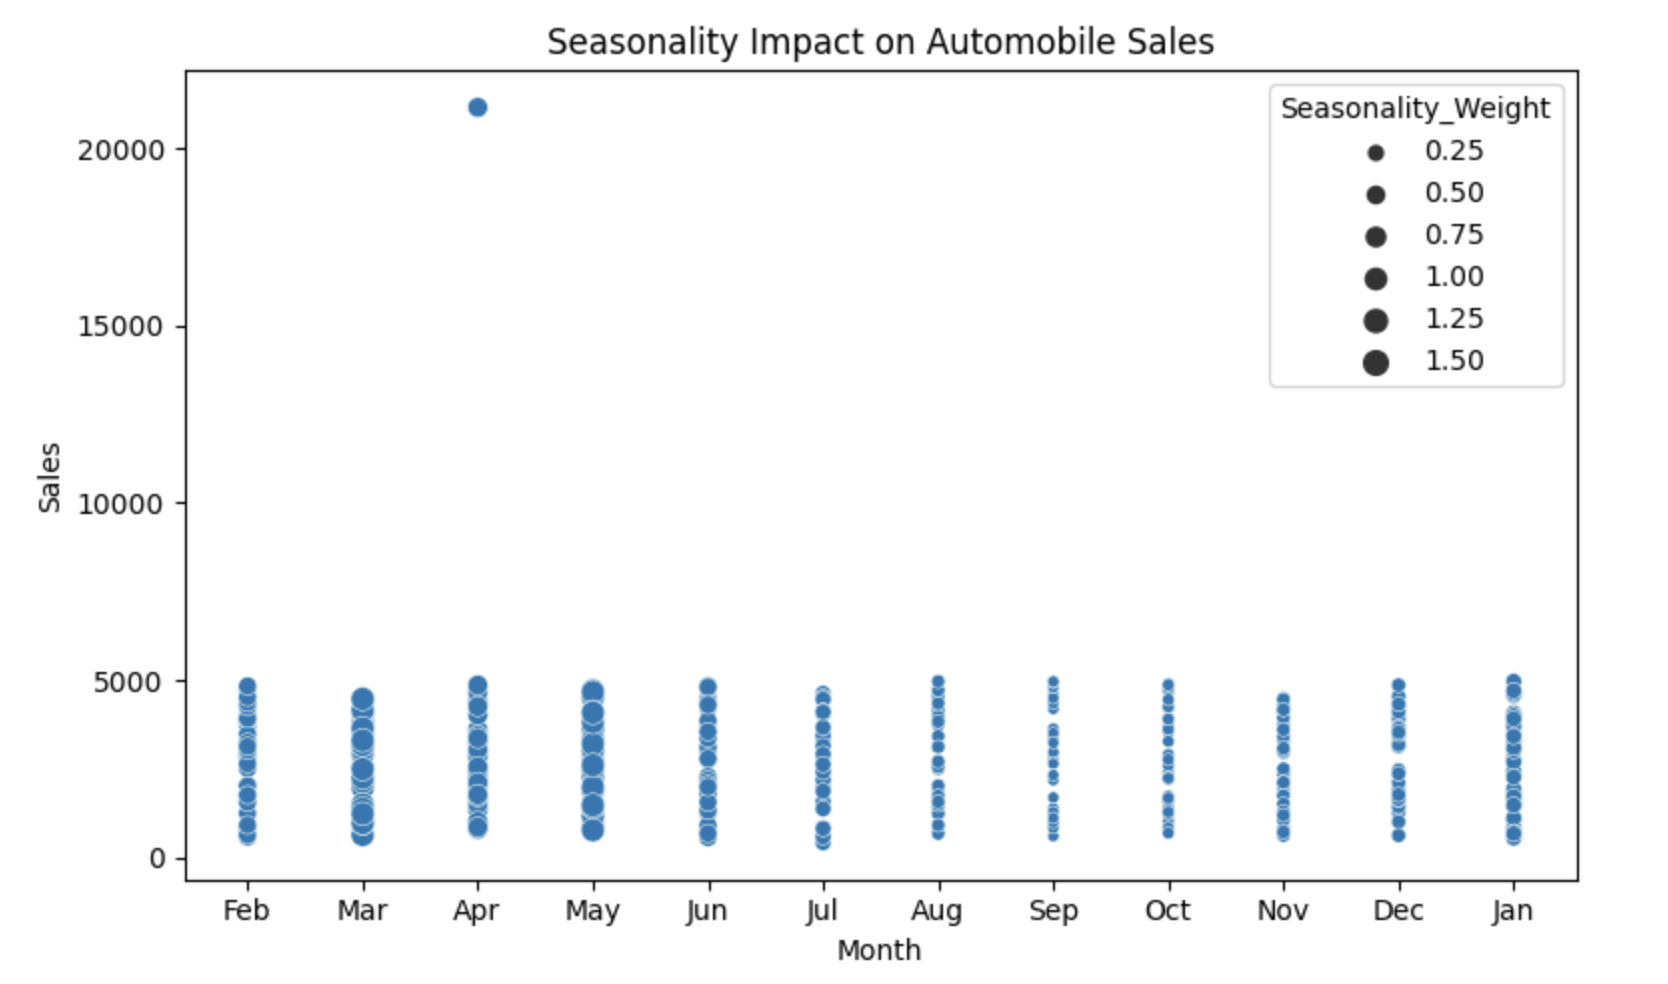 Seasonality Impact on Automobile Sales
Seasonality_Weight
0.25
0.50
0.75
1.00
1.25
1.50
20000
15000
10000
5000
0
Sales
Feb Mar Apr May Jun Jul Aug Sep Oct Nov Dec Jan
Month